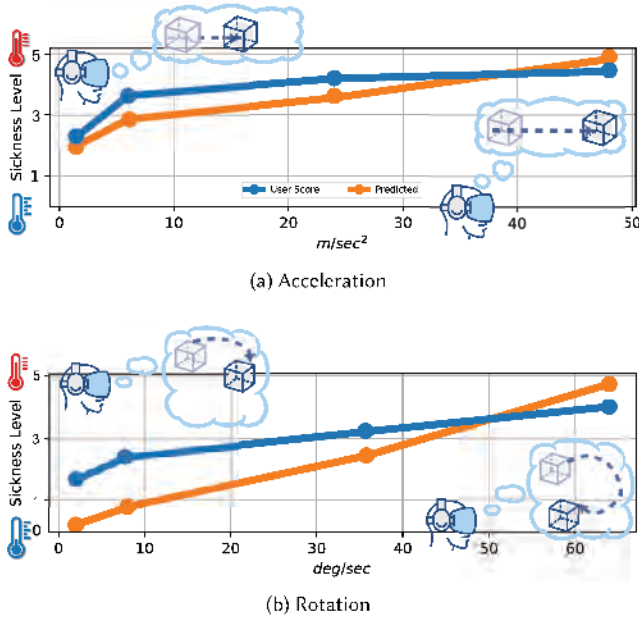 Sickness Level
5
3
1
User Score
Predicted
0 10 20 30 40 50
m/sec²
(a) Acceleration
Sickness Level
5
3
1
0
0 10 20 30 40 50 60
deg/sec
(b) Rotation